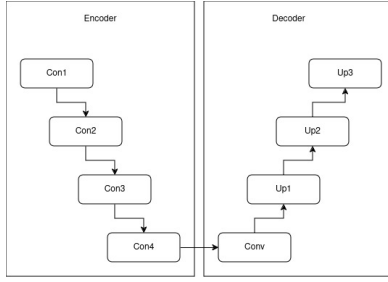 Encoder
Decoder
Con1
Up3
Con2
Up2
Con3
Up1
Con4
Conv